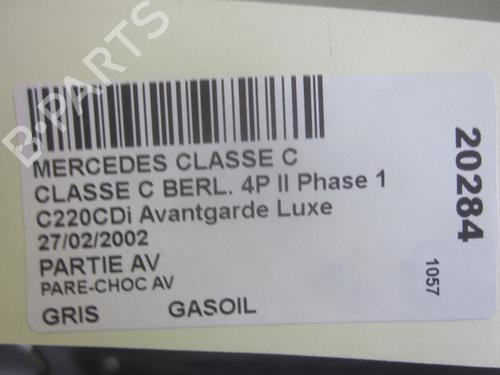 B-PARTS
MERCEDES CLASSE C
CLASSE C BERL. 4P II Phase 1
C220CDi Avantgarde Luxe
27/02/2002
PARTIE AV
PARE-CHOC AV
GRIS GASOIL
20284
1057